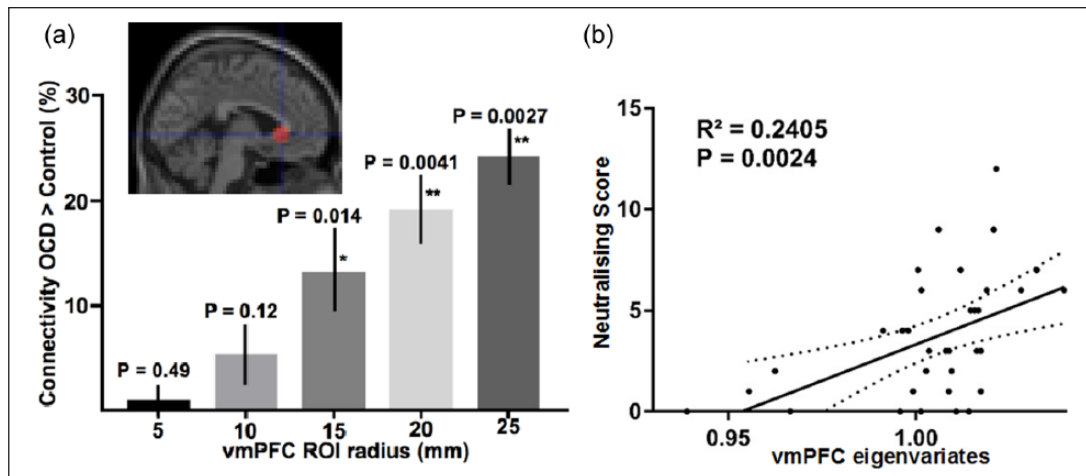 (a)
Connectivity OCD > Control (%)
30
20
10
P = 0.49
P = 0.12
P = 0.014
*
P = 0.0041
**
P = 0.0027
**
5
10
15
20
25
vmPFC ROI radius (mm)
(b)
Neutralising Score
15
10
5
0
R² = 0.2405
P = 0.0024
0.95
1.00
vmPFC eigenvariates